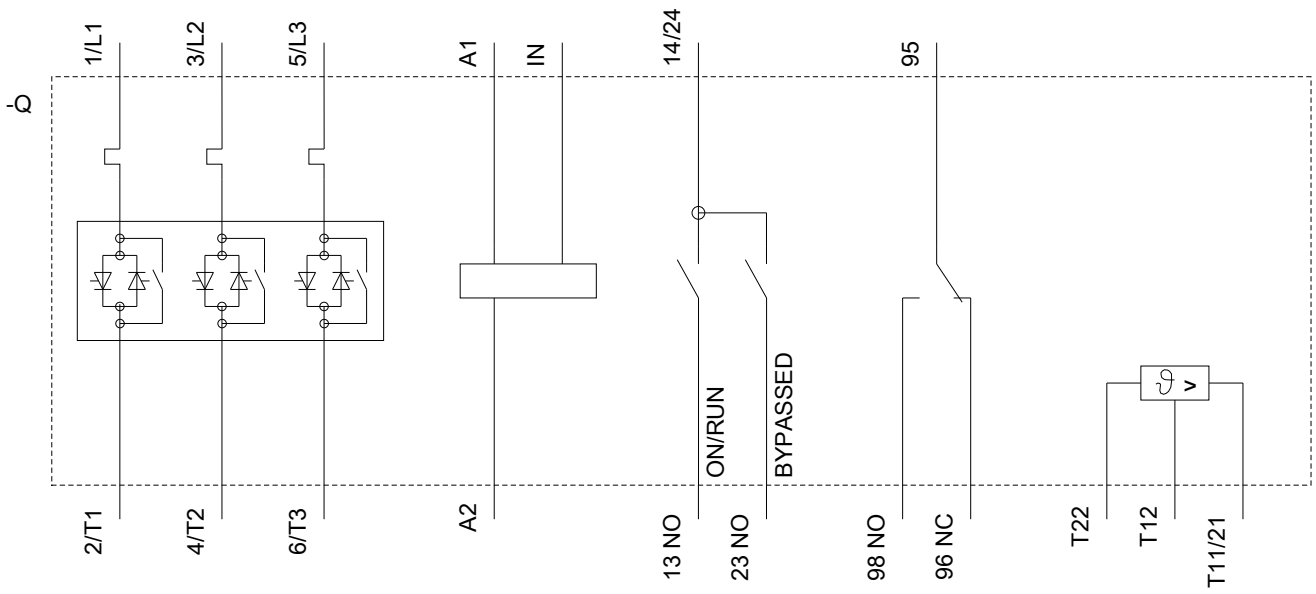 1/L1
3/L2
5/L3
A1
IN
14/24
95
-Q
ON/RUN
BYPASSED
ϑ >
2/T1
4/T2
6/T3
A2
13 NO
23 NO
98 NO
96 NC
T22
T12
T11/21